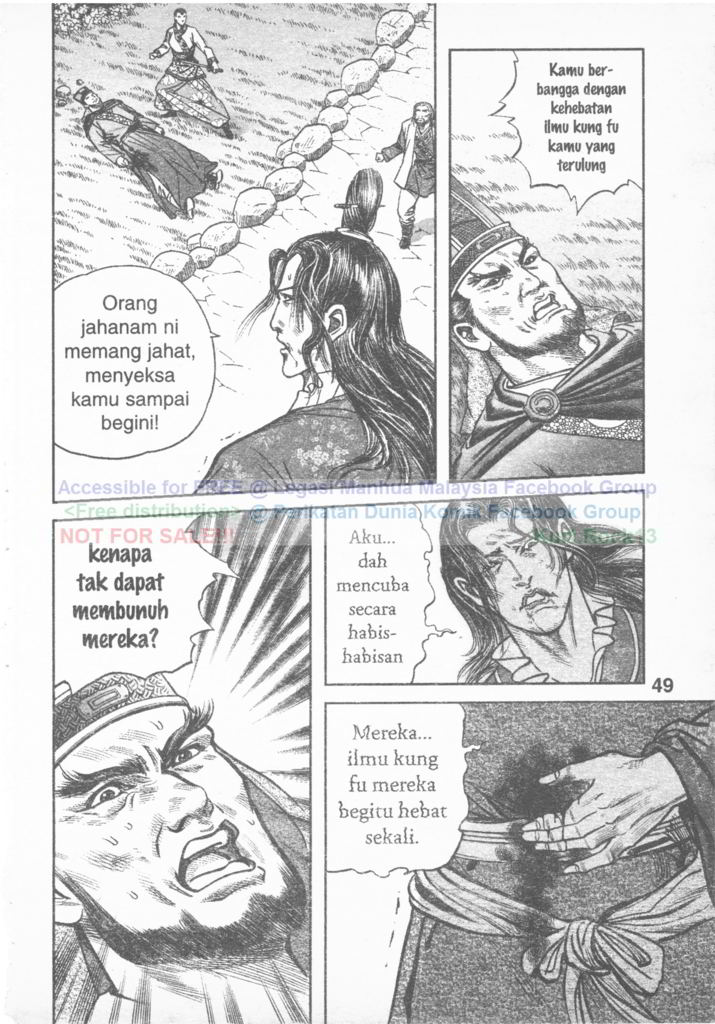 Orang
jahanam ni
memang jahat,
menyeksa
kamu sampai
begini!
Kamu ber-
bangga dengan
kehebatan
ilmu kung fu
kamu yang
terulung
Accessible for FREE @ Legasi Manhua Malaysia Facebook Group
<Free distribution> @ Pakatan Dunia Komik Facebook Group
NOT FOR SALE!!!
kenapa
tak dapat
membunuh
mereka?
Aku...
dah
mencuba
secara
habis-
habisan
49
Mereka...
ilmu kung
fu mereka
begitu hebat
sekali.